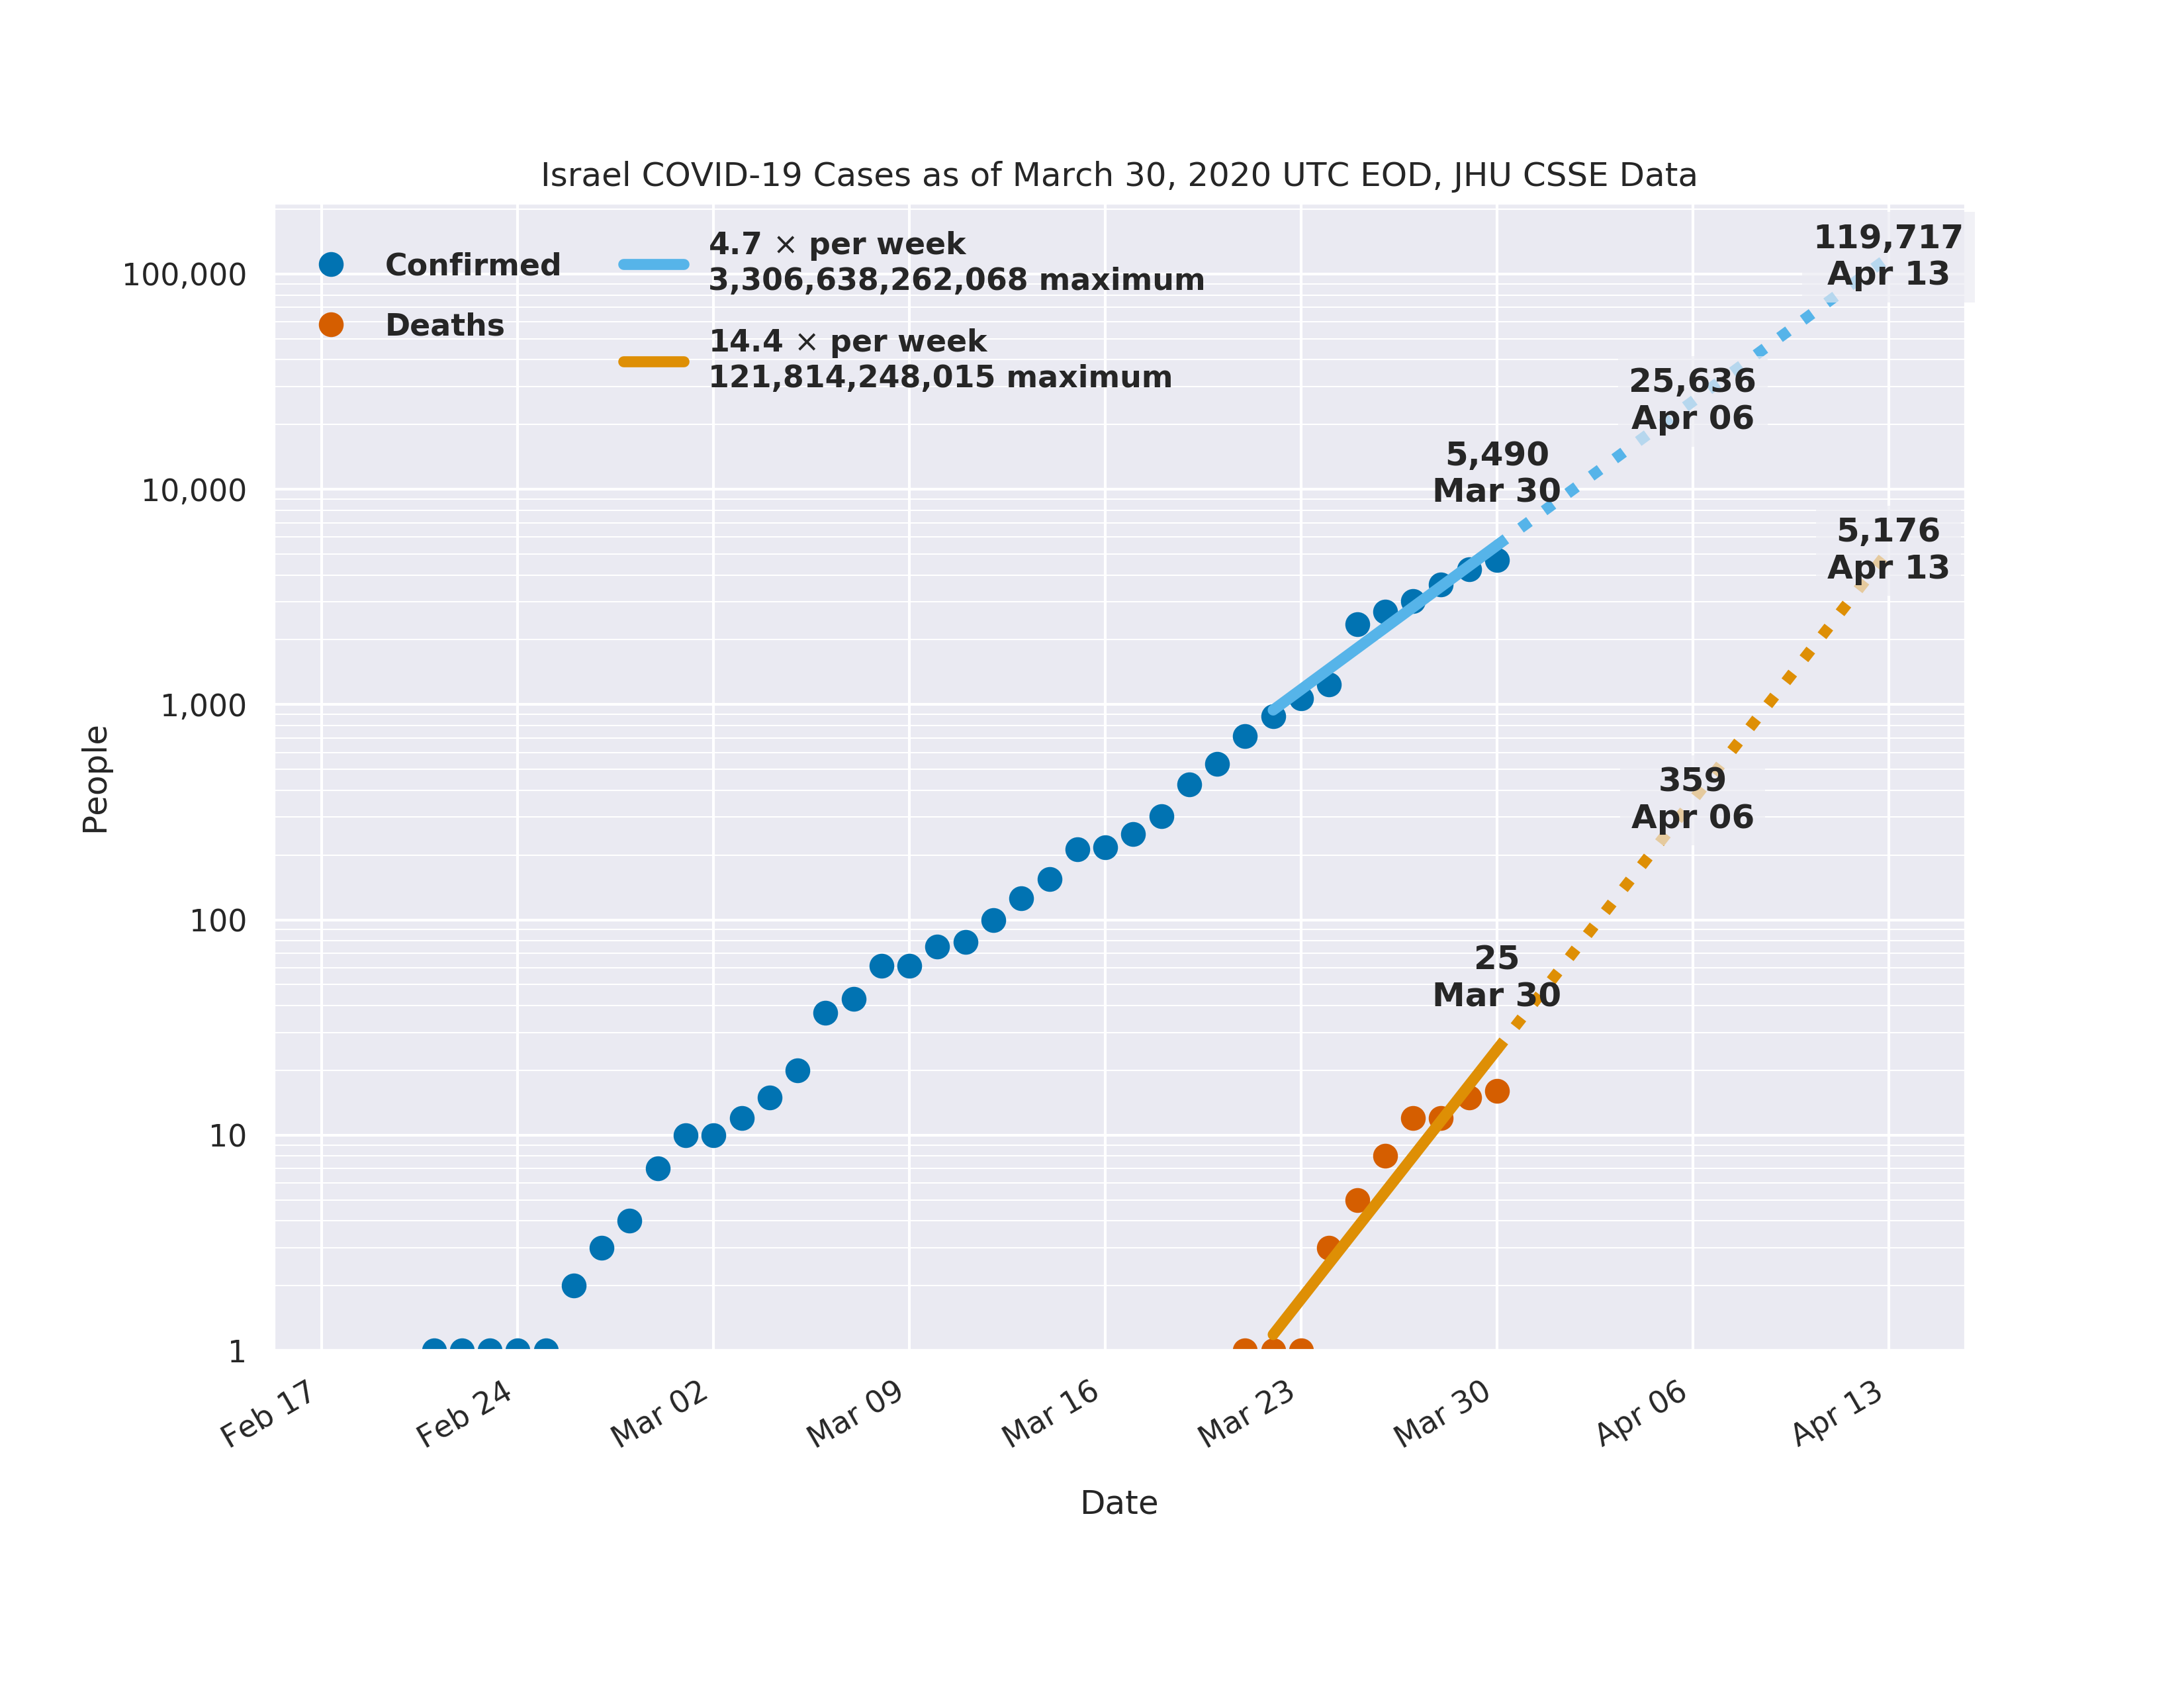 Israel COVID-19 Cases as of March 30, 2020 UTC EOD, JHU CSSE Data
Confirmed
Deaths
4.7 × per week
3,306,638,262,068 maximum
14.4 × per week
121,814,248,015 maximum
119,717
Apr 13
25,636
Apr 06
5,490
Mar 30
5,176
Apr 13
359
Apr 06
25
Mar 30
People
100,000
10,000
1,000
100
10
1
Feb 17
Feb 24
Mar 02
Mar 09
Mar 16
Mar 23
Mar 30
Apr 06
Apr 13
Date